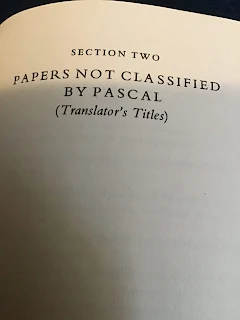 SECTION TWO
PAPERS NOT CLASSIFIED
BY PASCAL
(Translator's Titles)